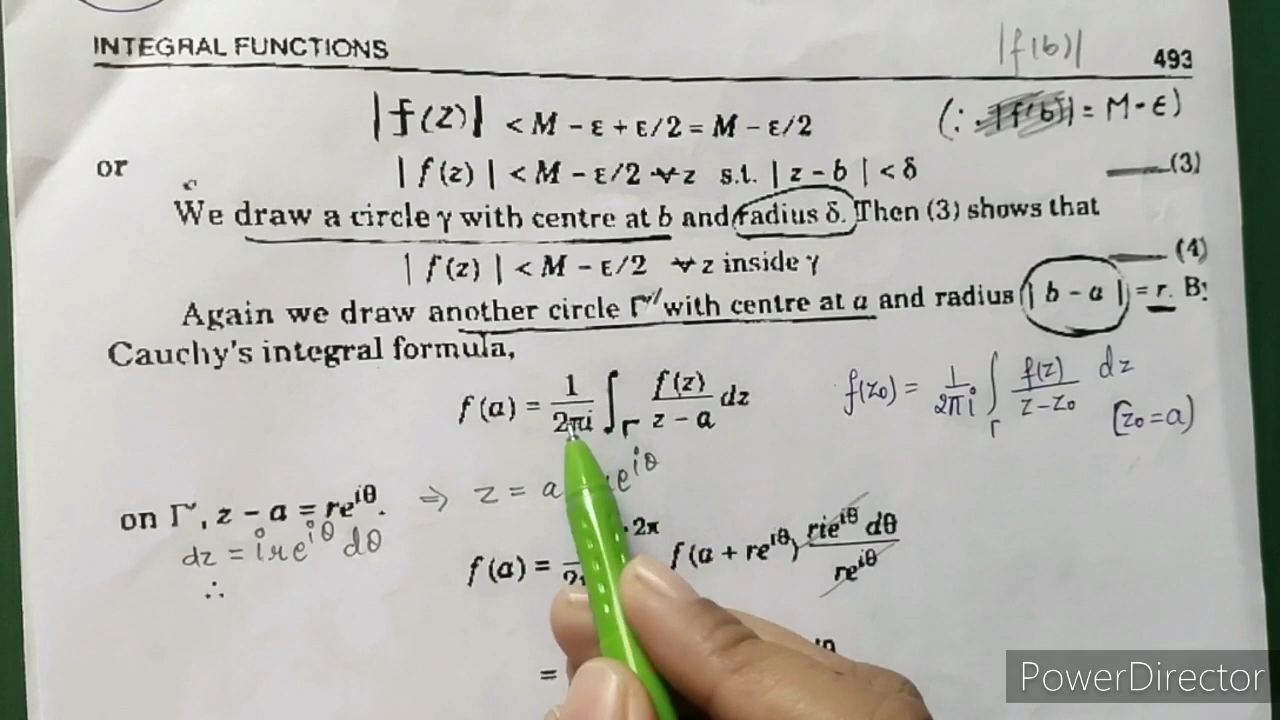 INTEGRAL FUNCTIONS |f(b)| 493
|f(z)| < M − ε + ε/2 = M − ε/2 (∵ |f(b)| = M - ε)
or |f(z)| < M − ε/2 ∀ z s.t. |z − b| < δ —(3)
We draw a circle γ with centre at b and radius δ. Then (3) shows that
|f(z)| < M − ε/2 ∀ z inside γ —(4)
Again we draw another circle Γ with centre at a and radius |b − a| = r. By
Cauchy's integral formula,
f(a) = 1/2πi ∫Γ f(z)/z − a dz f(z₀) = 1/2πi ∫Γ f(z)/z − z₀ dz
[z₀ = a)
on Γ, z − a = re^iθ. ⇒ z = a re^iθ
dz = ire^iθ dθ
∴ f(a) = 2π f(a + re^iθ) rie^iθ dθ/re^iθ
=
PowerDirector